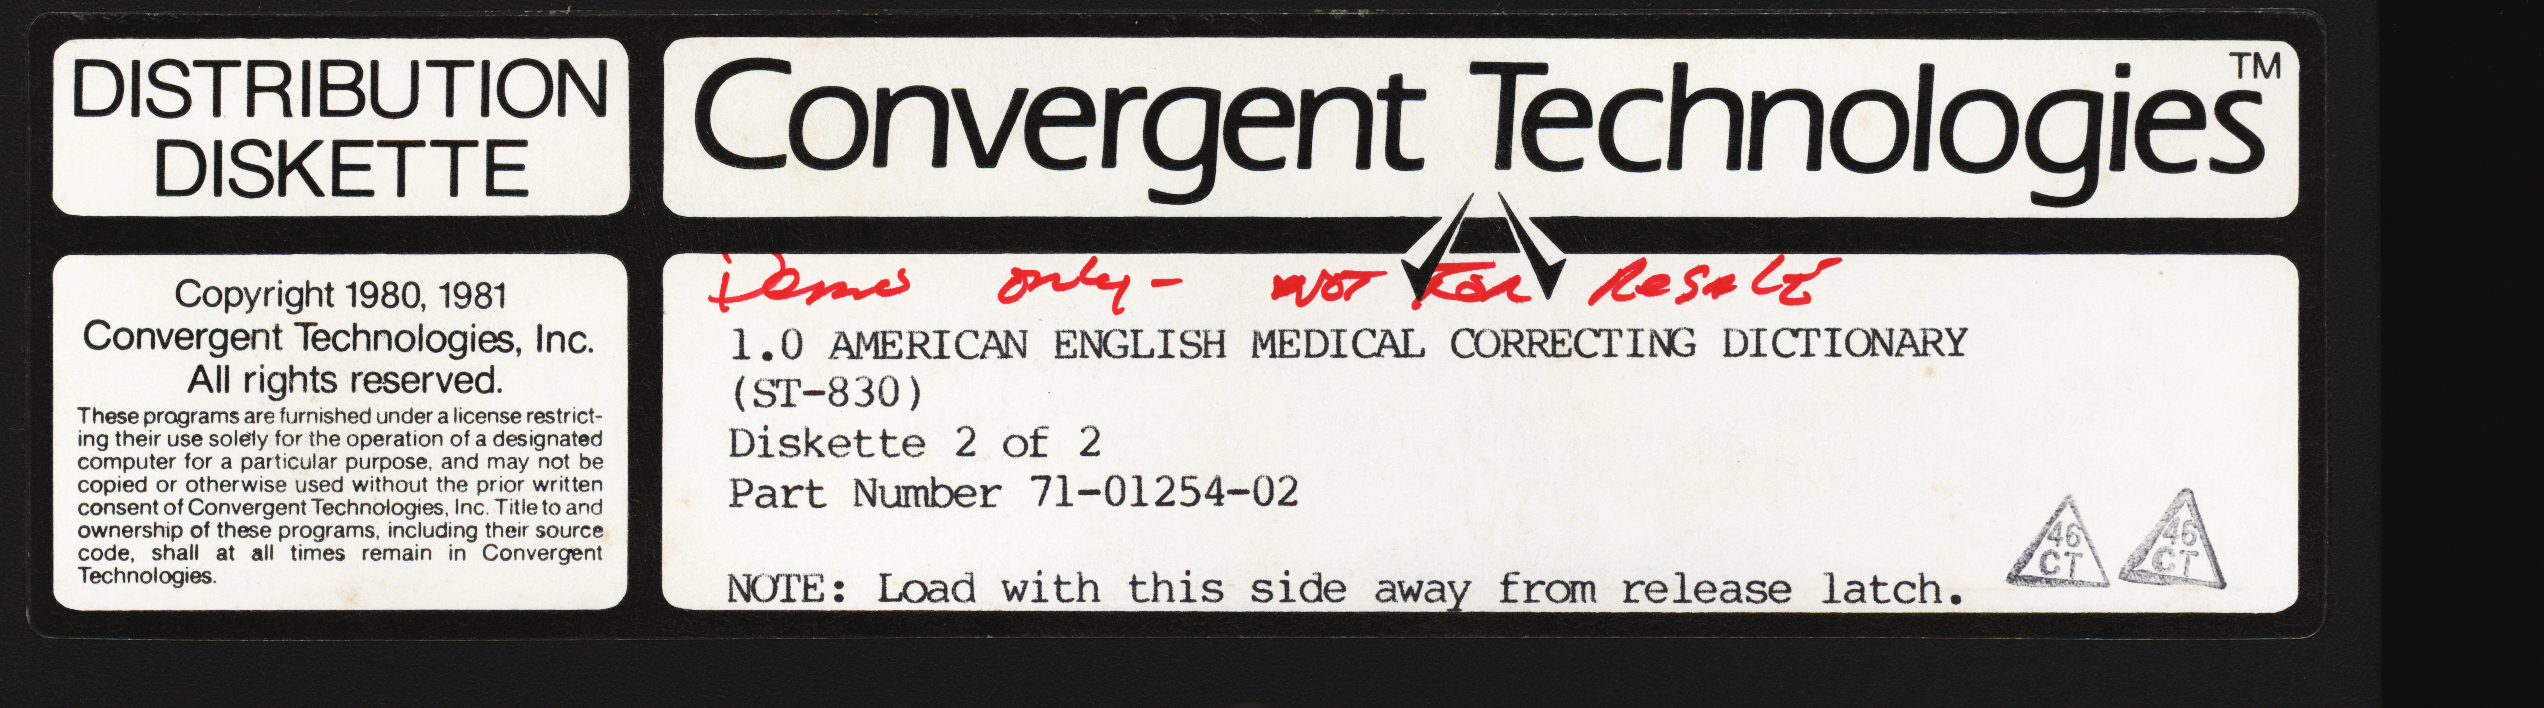 DISTRIBUTION
DISKETTE
Convergent Technologies™
Copyright 1980, 1981
Convergent Technologies, Inc.
All rights reserved.
These programs are furnished under a license restrict-
ing their use solely for the operation of a designated
computer for a particular purpose, and may not be
copied or otherwise used without the prior written
consent of Convergent Technologies, Inc. Title to and
ownership of these programs, including their source
code, shall at all times remain in Convergent
Technologies.
Demo only - NOT FOR Resale
1.0 AMERICAN ENGLISH MEDICAL CORRECTING DICTIONARY
(ST-830)
Diskette 2 of 2
Part Number 71-01254-02
NOTE: Load with this side away from release latch.
46 46
CT CT